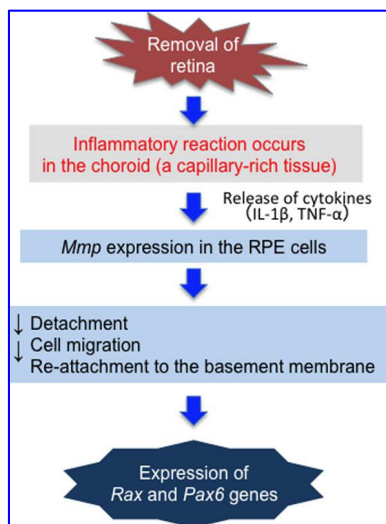 Removal of
retina
Inflammatory reaction occurs
in the choroid (a capillary-rich tissue)
Release of cytokines
(IL-1β, TNF-α)
Mmp expression in the RPE cells
↓ Detachment
↓ Cell migration
Re-attachment to the basement membrane
Expression of
Rax and Pax6 genes